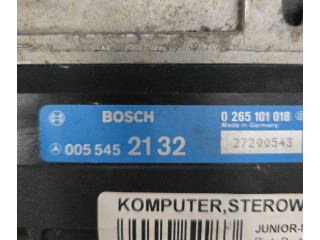 BOSCH
0 265 101 018
Made in Germany
005 545 21 32
27200543
KOMPUTER,STEROW
JUNIOR-